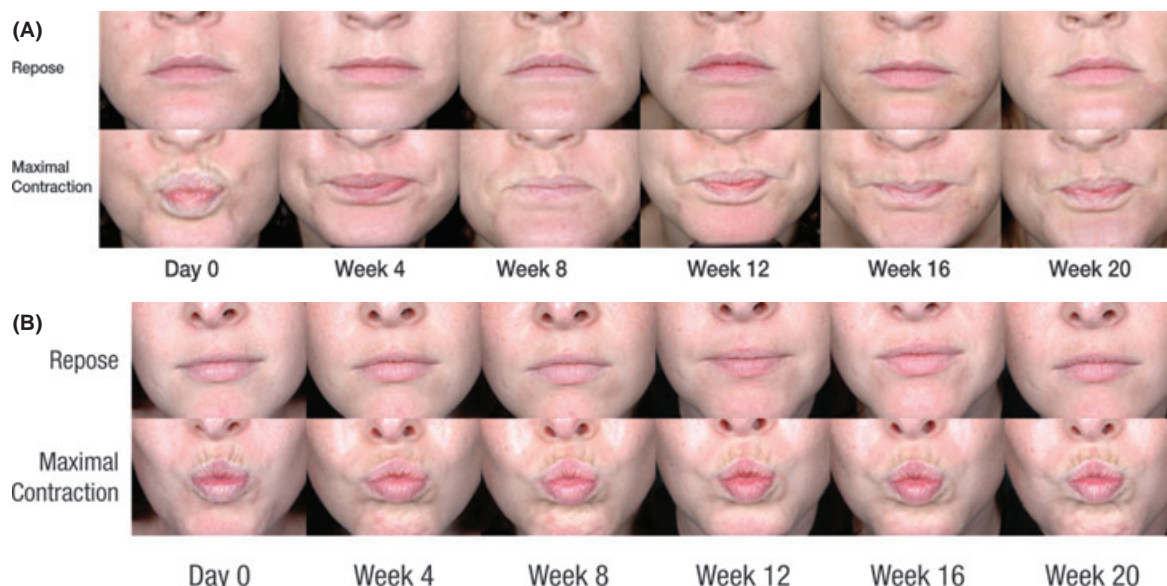 (A)
Repose
Maximal
Contraction
Day 0 Week 4 Week 8 Week 12 Week 16 Week 20
(B)
Repose
Maximal
Contraction
Day 0 Week 4 Week 8 Week 12 Week 16 Week 20